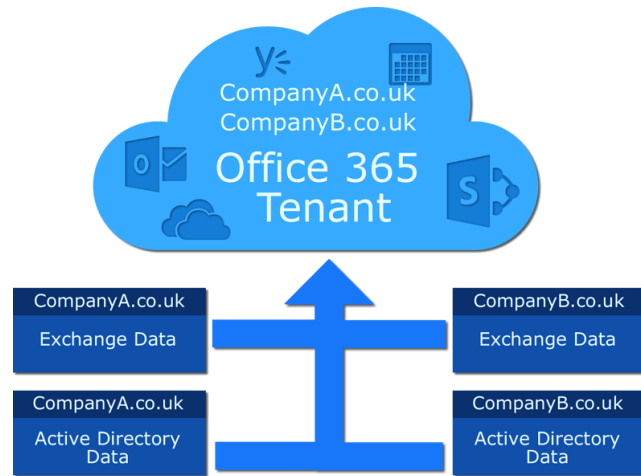 CompanyA.co.uk
CompanyB.co.uk
Office 365
Tenant
CompanyA.co.uk
Exchange Data
CompanyB.co.uk
Exchange Data
CompanyA.co.uk
Active Directory
Data
CompanyB.co.uk
Active Directory
Data